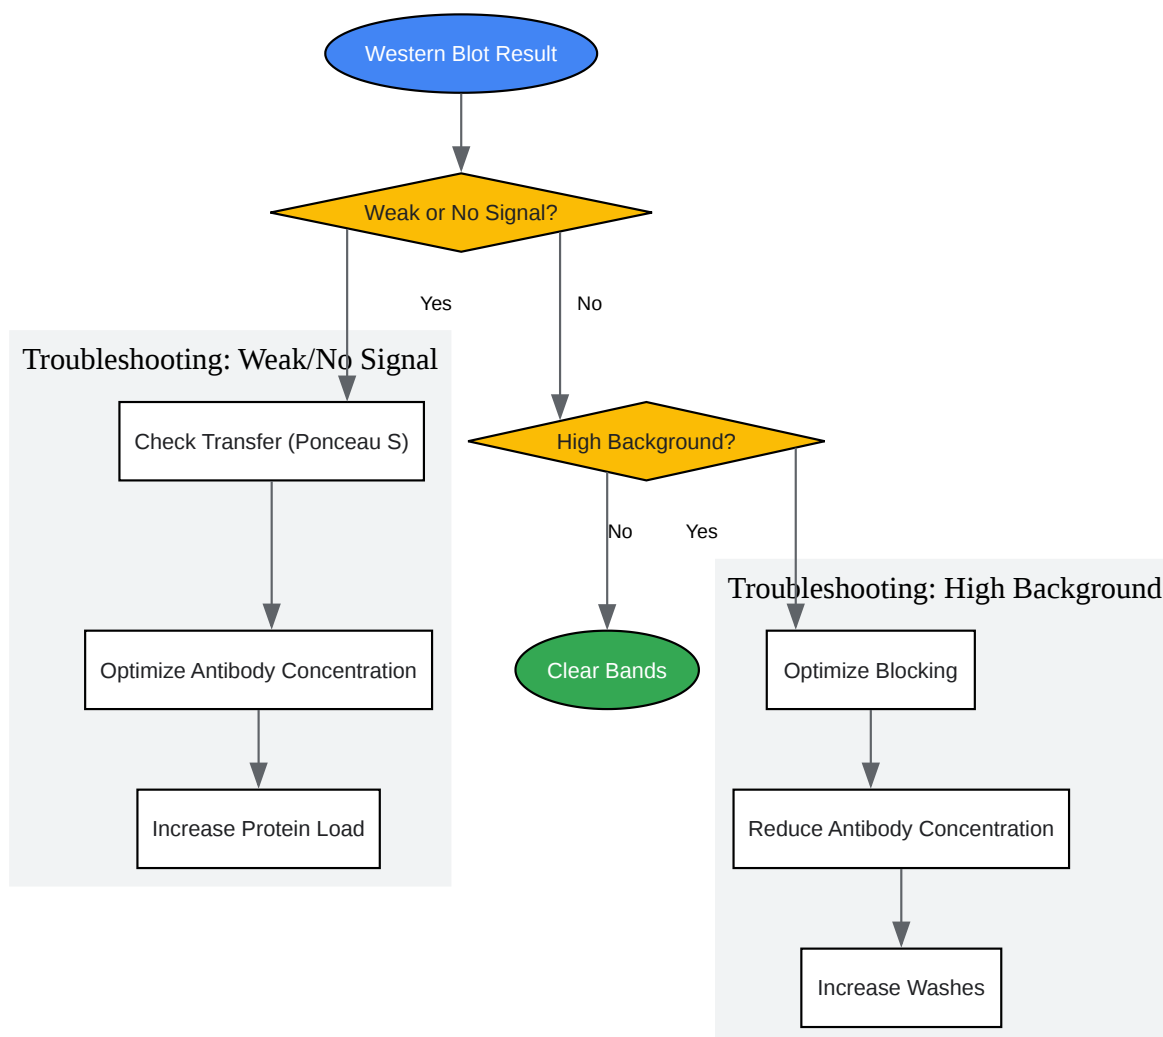 Western Blot Result
Weak or No Signal?
Yes
No
Troubleshooting: Weak/No Signal
Check Transfer (Ponceau S)
High Background?
No
Yes
Troubleshooting: High Background
Optimize Antibody Concentration
Clear Bands
Optimize Blocking
Increase Protein Load
Reduce Antibody Concentration
Increase Washes